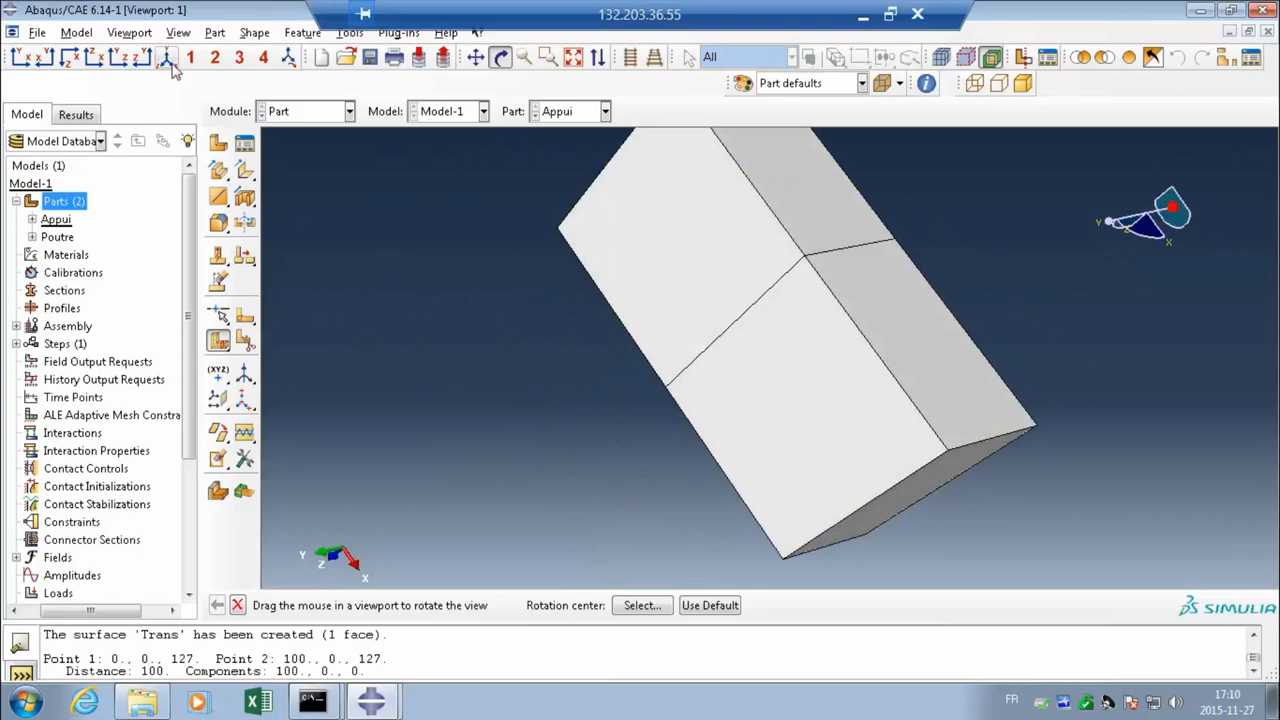 Abaqus/CAE 6.14-1 [Viewport: 1]
132.203.36.55
File Model Viewport View Part Shape Feature Tools Plug-ins Help
1 2 3 4
All
Part defaults
Model Results
Module: Part Model: Model-1 Part: Appui
Model Databa
Models (1)
Model-1
Parts (2)
Appui
Poutre
Materials
Calibrations
Sections
Profiles
Assembly
Steps (1)
Field Output Requests
History Output Requests
Time Points
ALE Adaptive Mesh Constra
Interactions
Interaction Properties
Contact Controls
Contact Initializations
Contact Stabilizations
Constraints
Connector Sections
Fields
Amplitudes
Loads
(XYZ)
Y
X
Y
Z
X
Drag the mouse in a viewport to rotate the view Rotation center: Select... Use Default
SIMULIA
The surface 'Trans' has been created (1 face).
Point 1: 0., 0., 127. Point 2: 100., 0., 127.
Distance: 100. Components: 100., 0., 0.
>>>
FR
17:10
2015-11-27